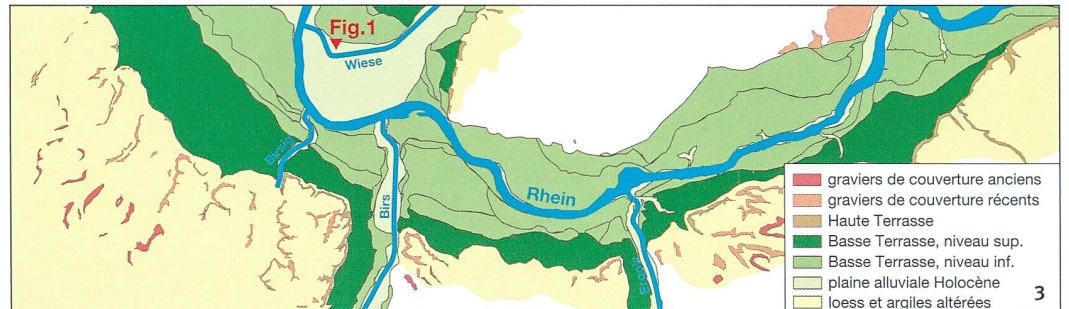 Fig.1
Wiese
Birsig
Birs
Rhein
Ergolz
graviers de couverture anciens
graviers de couverture récents
Haute Terrasse
Basse Terrasse, niveau sup.
Basse Terrasse, niveau inf.
plaine alluviale Holocène
loess et argiles altérées
3